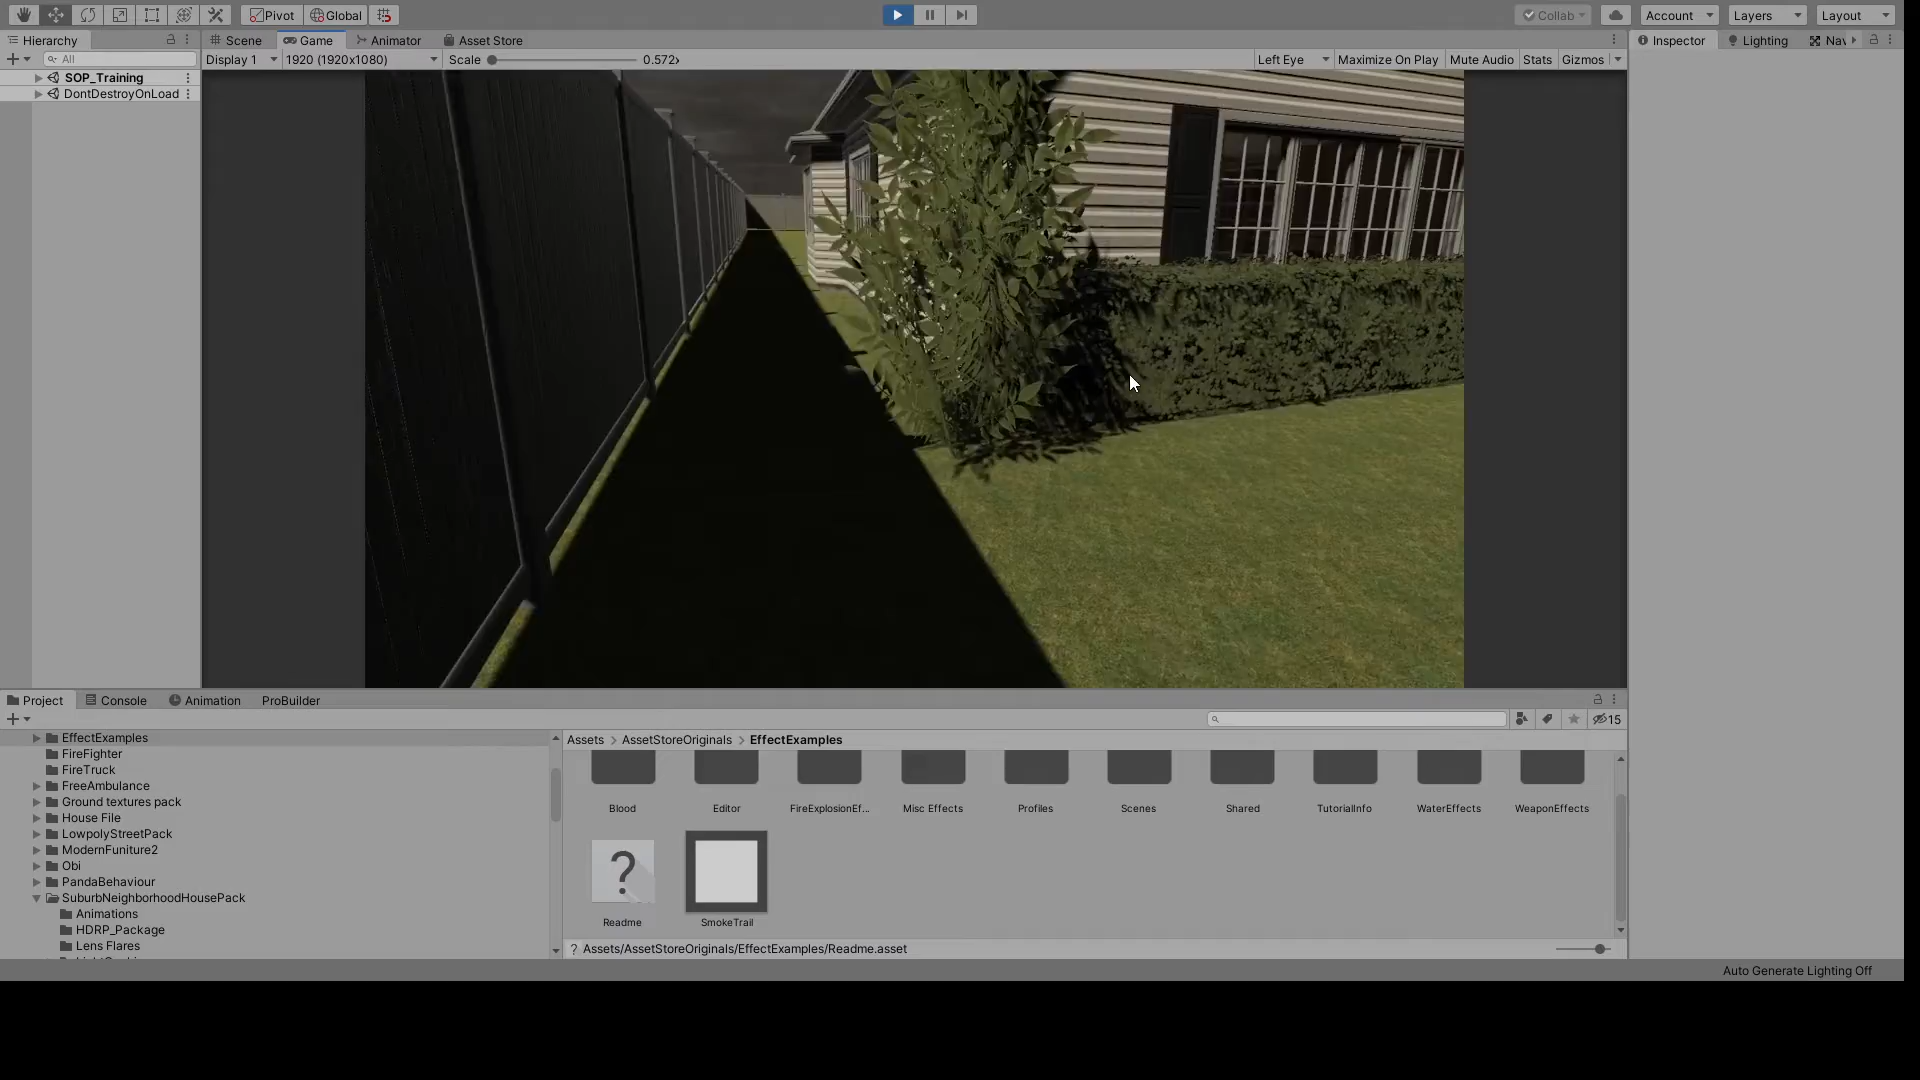 Pivot Global Collab Account Layers Layout
Hierarchy Scene Game Animator Asset Store Inspector Lighting Nav
All Display 1 1920 (1920x1080) Scale 0.572x Left Eye Maximize On Play Mute Audio Stats Gizmos
SOP_Training
DontDestroyOnLoad
Project Console Animation ProBuilder
15
EffectExamples
FireFighter
FireTruck
FreeAmbulance
Ground textures pack
House File
LowpolyStreetPack
ModernFuniture2
Obi
PandaBehaviour
SuburbNeighborhoodHousePack
Animations
HDRP_Package
Lens Flares
Assets > AssetStoreOriginals > EffectExamples
Blood Editor FireExplosionEf... Misc Effects Profiles Scenes Shared TutorialInfo WaterEffects WeaponEffects
Readme SmokeTrail
Assets/AssetStoreOriginals/EffectExamples/Readme.asset
Auto Generate Lighting Off